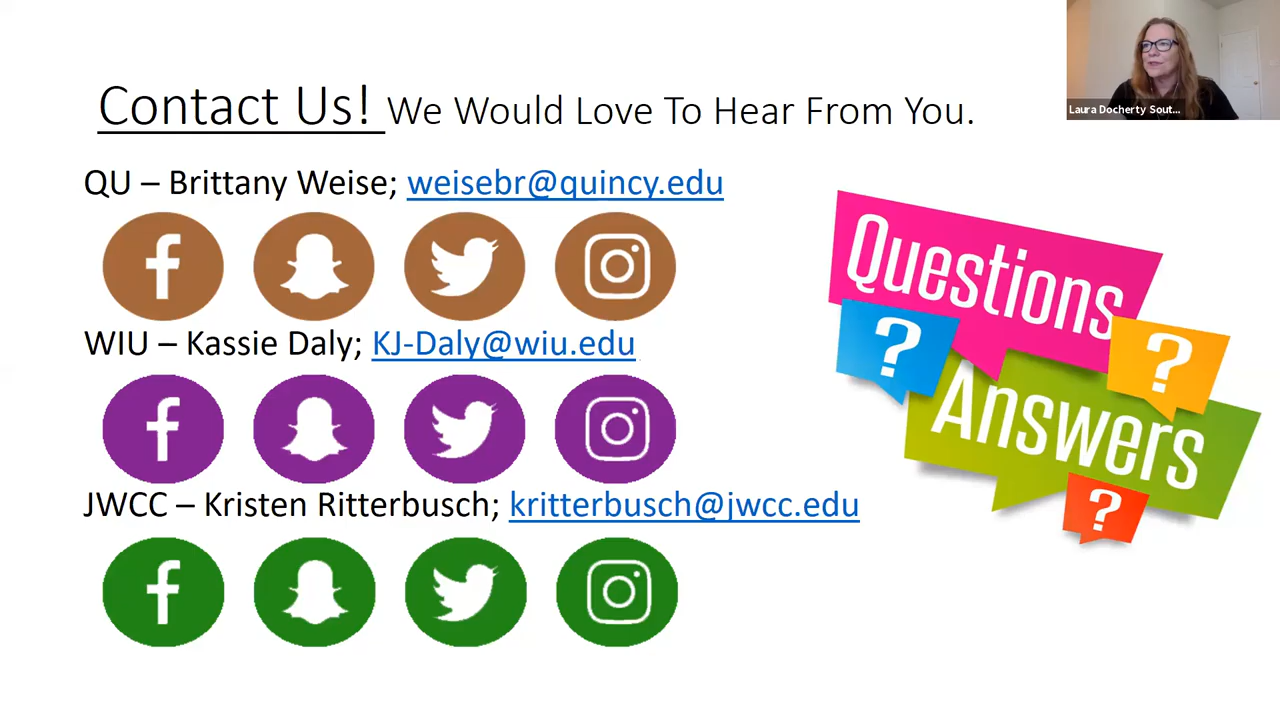 Contact Us! We Would Love To Hear From You.
Laura Docherty Sout...
QU – Brittany Weise; weisebr@quincy.edu
WIU – Kassie Daly; KJ-Daly@wiu.edu
JWCC – Kristen Ritterbusch; kritterbusch@jwcc.edu
Questions
?
?
Answers
?